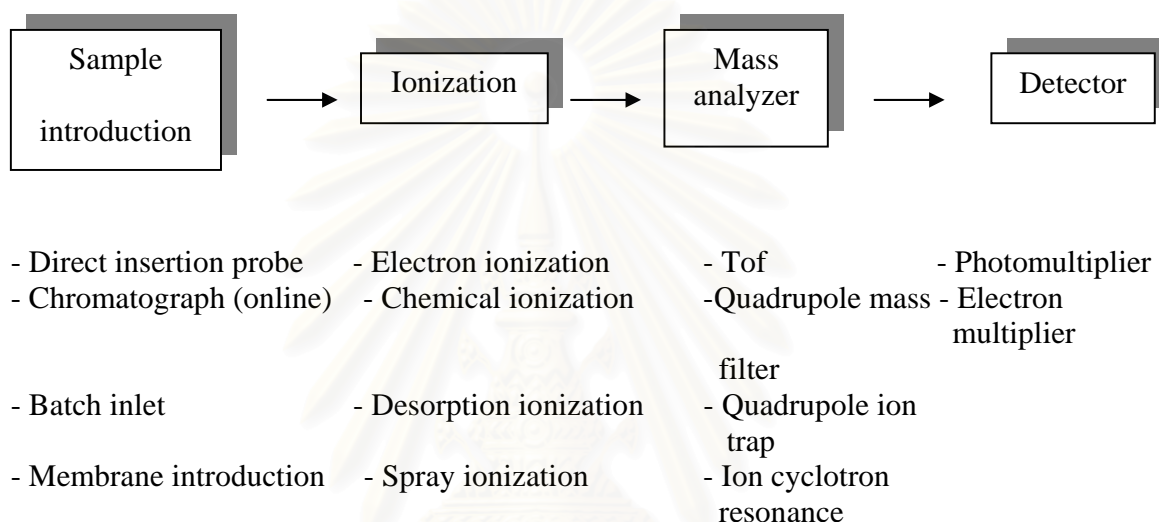 Sample
introduction
Ionization
Mass
analyzer
Detector
- Direct insertion probe
- Chromatograph (online)
- Batch inlet
- Membrane introduction
- Electron ionization
- Chemical ionization
- Desorption ionization
- Spray ionization
- Tof
-Quadrupole mass
filter
- Quadrupole ion
trap
- Ion cyclotron
resonance
- Photomultiplier
- Electron
multiplier